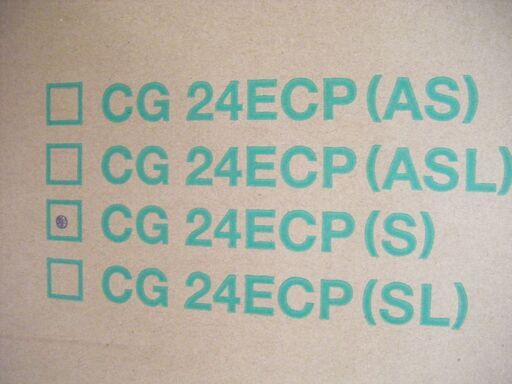 CG 24ECP(AS)
CG 24ECP(ASL)
CG 24ECP(S)
CG 24ECP(SL)